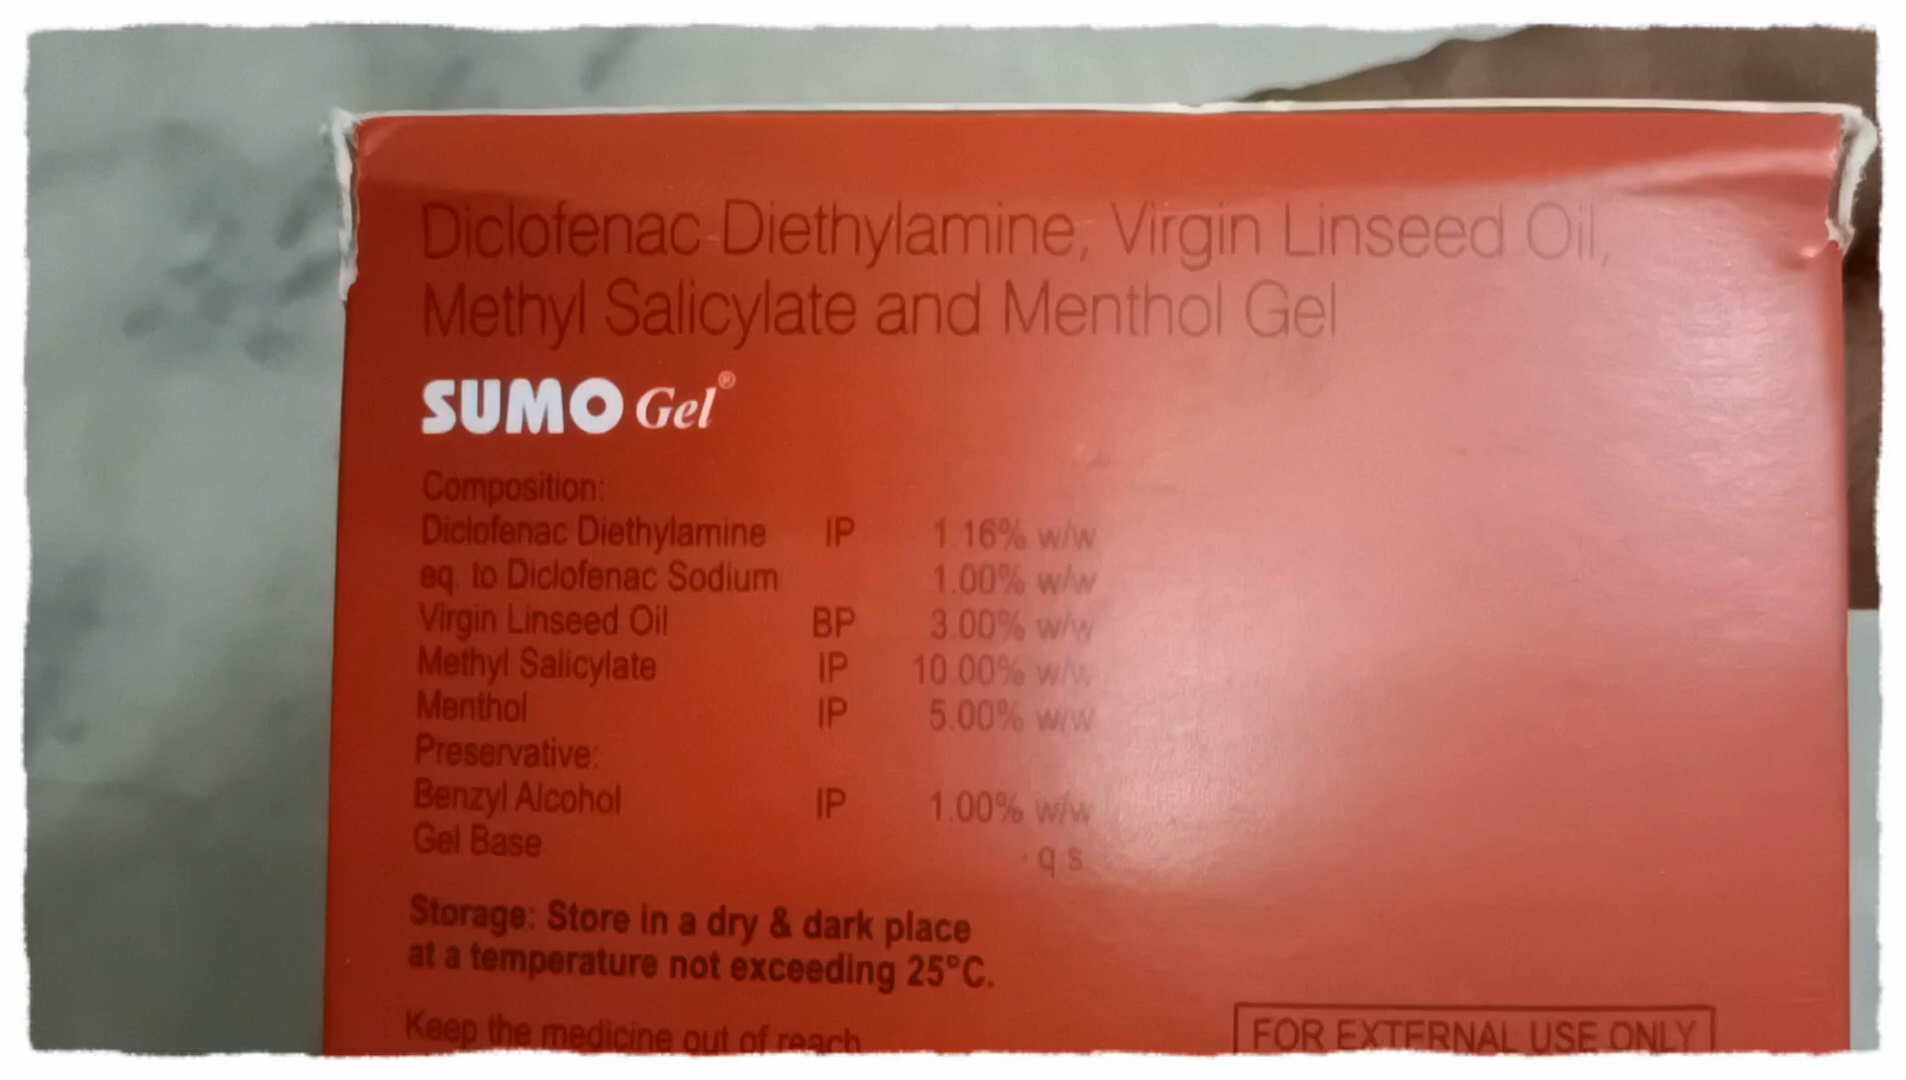 Diclofenac Diethylamine, Virgin Linseed Oil,
Methyl Salicylate and Menthol Gel
SUMO Gel®
Composition:
Diclofenac Diethylamine IP 1.16% w/w
eq. to Diclofenac Sodium 1.00% w/w
Virgin Linseed Oil BP 3.00% w/w
Methyl Salicylate IP 10.00% w/w
Menthol IP 5.00% w/w
Preservative:
Benzyl Alcohol IP 1.00% w/w
Gel Base q s
Storage: Store in a dry & dark place
at a temperature not exceeding 25°C.
Keep the medicine out of reach
FOR EXTERNAL USE ONLY